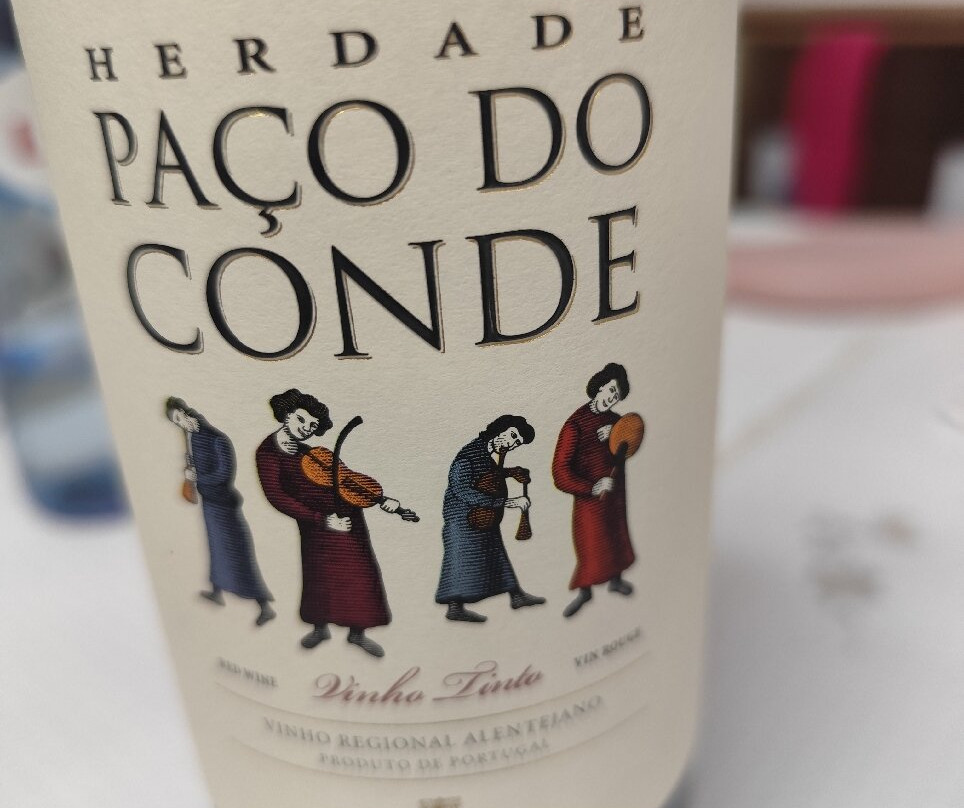 HERDADE
PAÇO DO
CONDE
RED WINE Vinho Tinto VIN ROUGE
VINHO REGIONAL ALENTEJANO
PRODUTO DE PORTUGAL